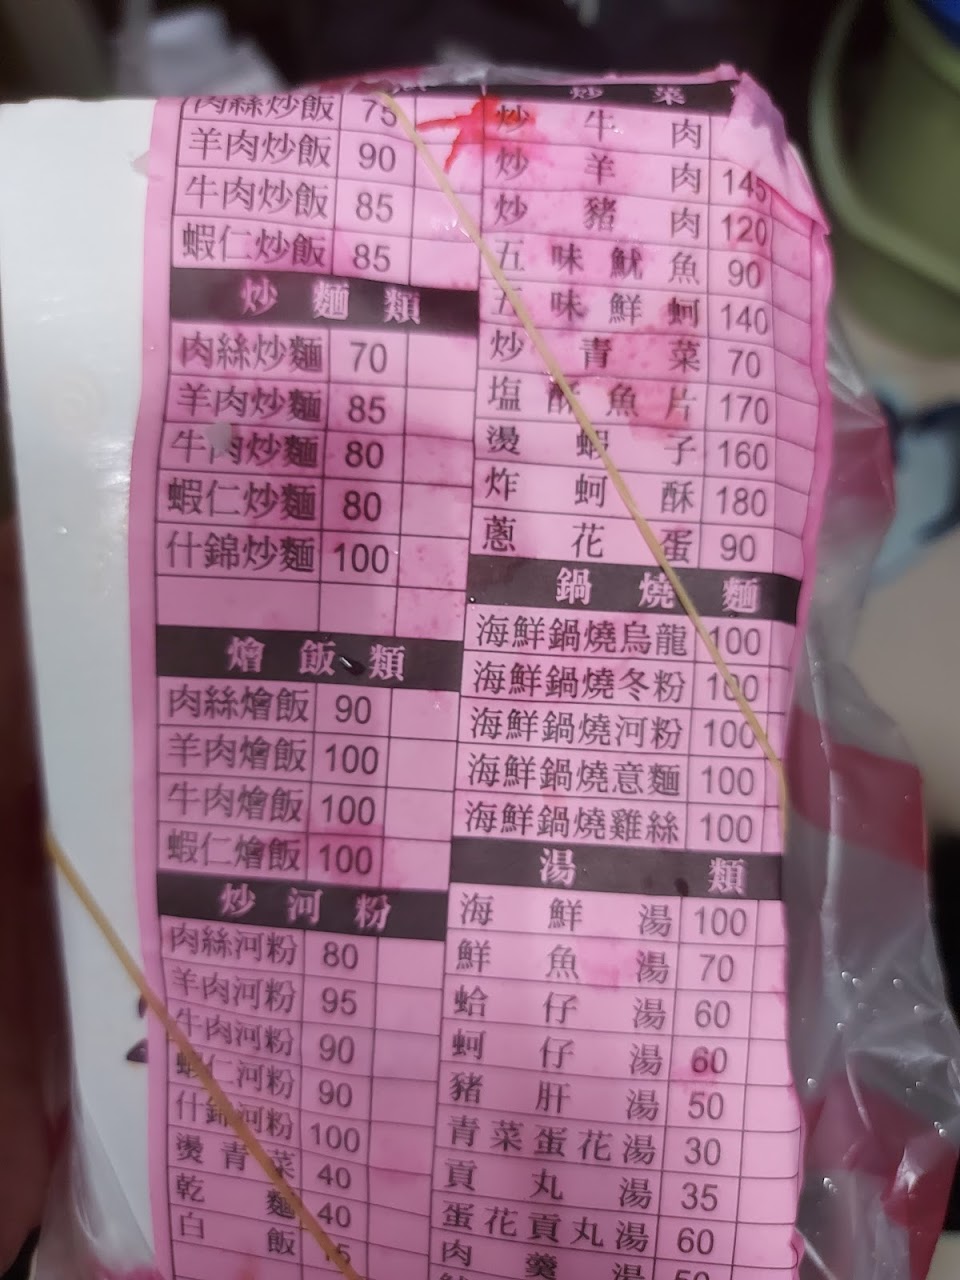 肉絲炒飯 75
羊肉炒飯 90
牛肉炒飯 85
蝦仁炒飯 85
炒麵類
肉絲炒麵 70
羊肉炒麵 85
牛肉炒麵 80
蝦仁炒麵 80
什錦炒麵 100
燴飯類
肉絲燴飯 90
羊肉燴飯 100
牛肉燴飯 100
蝦仁燴飯 100
炒河粉
肉絲河粉 80
羊肉河粉 95
牛肉河粉 90
蝦仁河粉 90
什錦河粉 100
燙青菜 40
乾麵 40
白飯
炒菜
炒牛肉
炒羊肉 145
炒豬肉 120
五味魷魚 90
五味鮮蚵 140
炒青菜 70
塩酥魚片 170
燙蝦子 160
炸蚵酥 180
蔥花蛋 90
鍋燒麵
海鮮鍋燒烏龍 100
海鮮鍋燒冬粉 100
海鮮鍋燒河粉 100
海鮮鍋燒意麵 100
海鮮鍋燒雞絲 100
湯類
海鮮湯 100
鮮魚湯 70
蛤仔湯 60
蚵仔湯 60
豬肝湯 50
青菜蛋花湯 30
貢丸湯 35
蛋花貢丸湯 60
肉羹湯 50